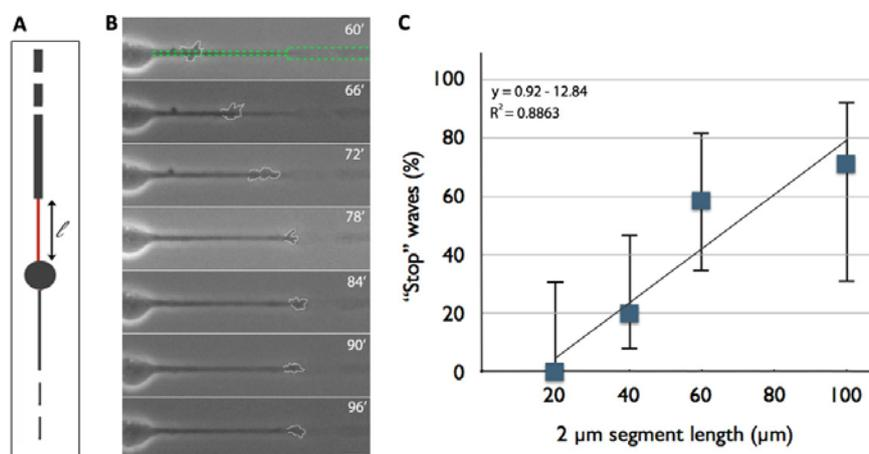 A
ℓ
B
60'
66'
72'
78'
84'
90'
96'
C
y = 0.92 - 12.84
R² = 0.8863
100
80
60
40
20
0
"Stop" waves (%)
20 40 60 80 100
2 µm segment length (µm)